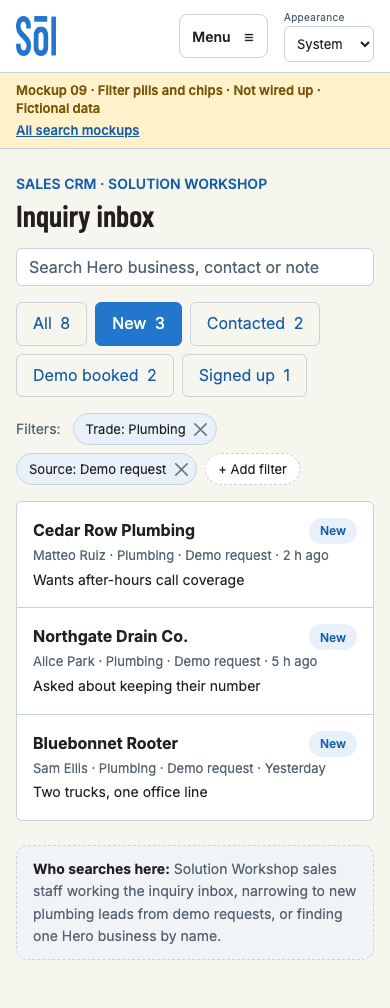 Sōl
Menu ≡
Appearance
System
Mockup 09 · Filter pills and chips · Not wired up ·
Fictional data
All search mockups
SALES CRM · SOLUTION WORKSHOP
Inquiry inbox
Search Hero business, contact or note
All 8
New 3
Contacted 2
Demo booked 2
Signed up 1
Filters:
Trade: Plumbing
Source: Demo request
+ Add filter
Cedar Row Plumbing
New
Matteo Ruiz · Plumbing · Demo request · 2 h ago
Wants after-hours call coverage
Northgate Drain Co.
New
Alice Park · Plumbing · Demo request · 5 h ago
Asked about keeping their number
Bluebonnet Rooter
New
Sam Ellis · Plumbing · Demo request · Yesterday
Two trucks, one office line
Who searches here: Solution Workshop sales
staff working the inquiry inbox, narrowing to new
plumbing leads from demo requests, or finding
one Hero business by name.